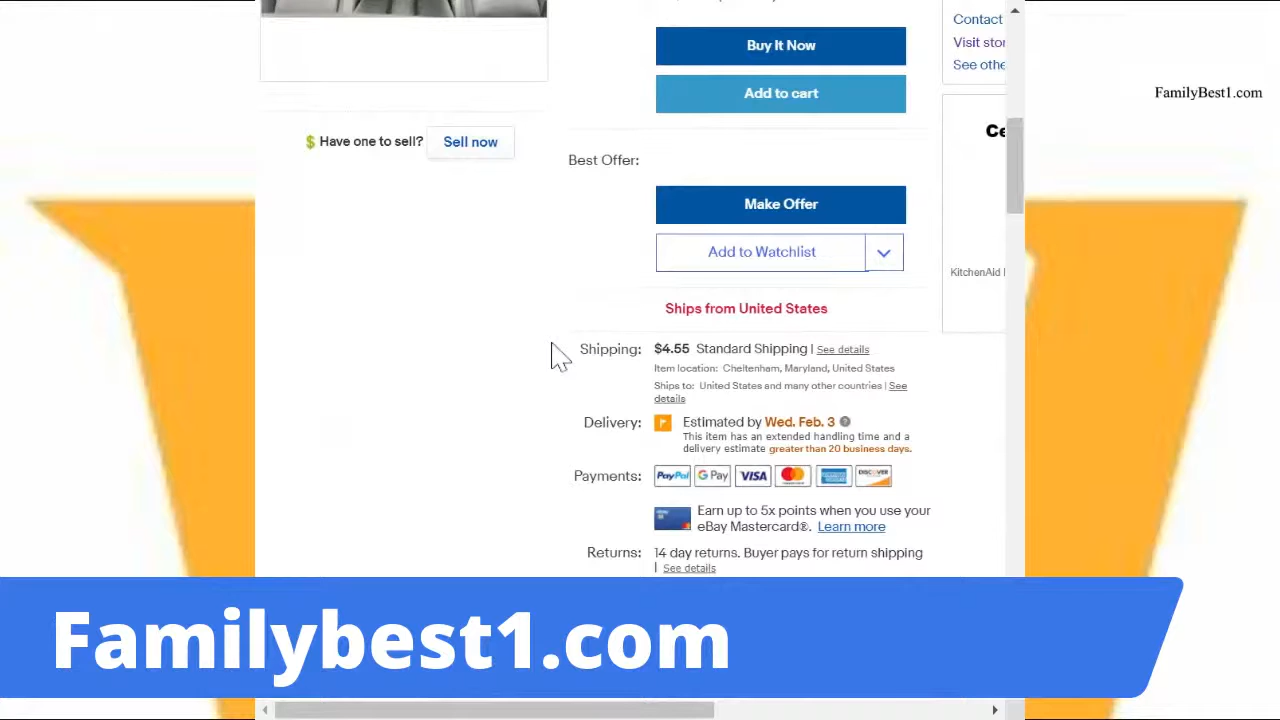 Contact
Visit stor
See othe
Buy It Now
Add to cart
FamilyBest1.com
Have one to sell? Sell now
Ce
Best Offer:
Make Offer
Add to Watchlist
KitchenAid
Ships from United States
Shipping: $4.55 Standard Shipping | See details
Item location: Cheltenham, Maryland, United States
Ships to: United States and many other countries | See
details
Delivery: Estimated by Wed. Feb. 3
This item has an extended handling time and a
delivery estimate greater than 20 business days.
Payments: PayPal G Pay VISA DISCOVER
Earn up to 5x points when you use your
eBay Mastercard®. Learn more
Returns: 14 day returns. Buyer pays for return shipping
| See details
Familybest1.com